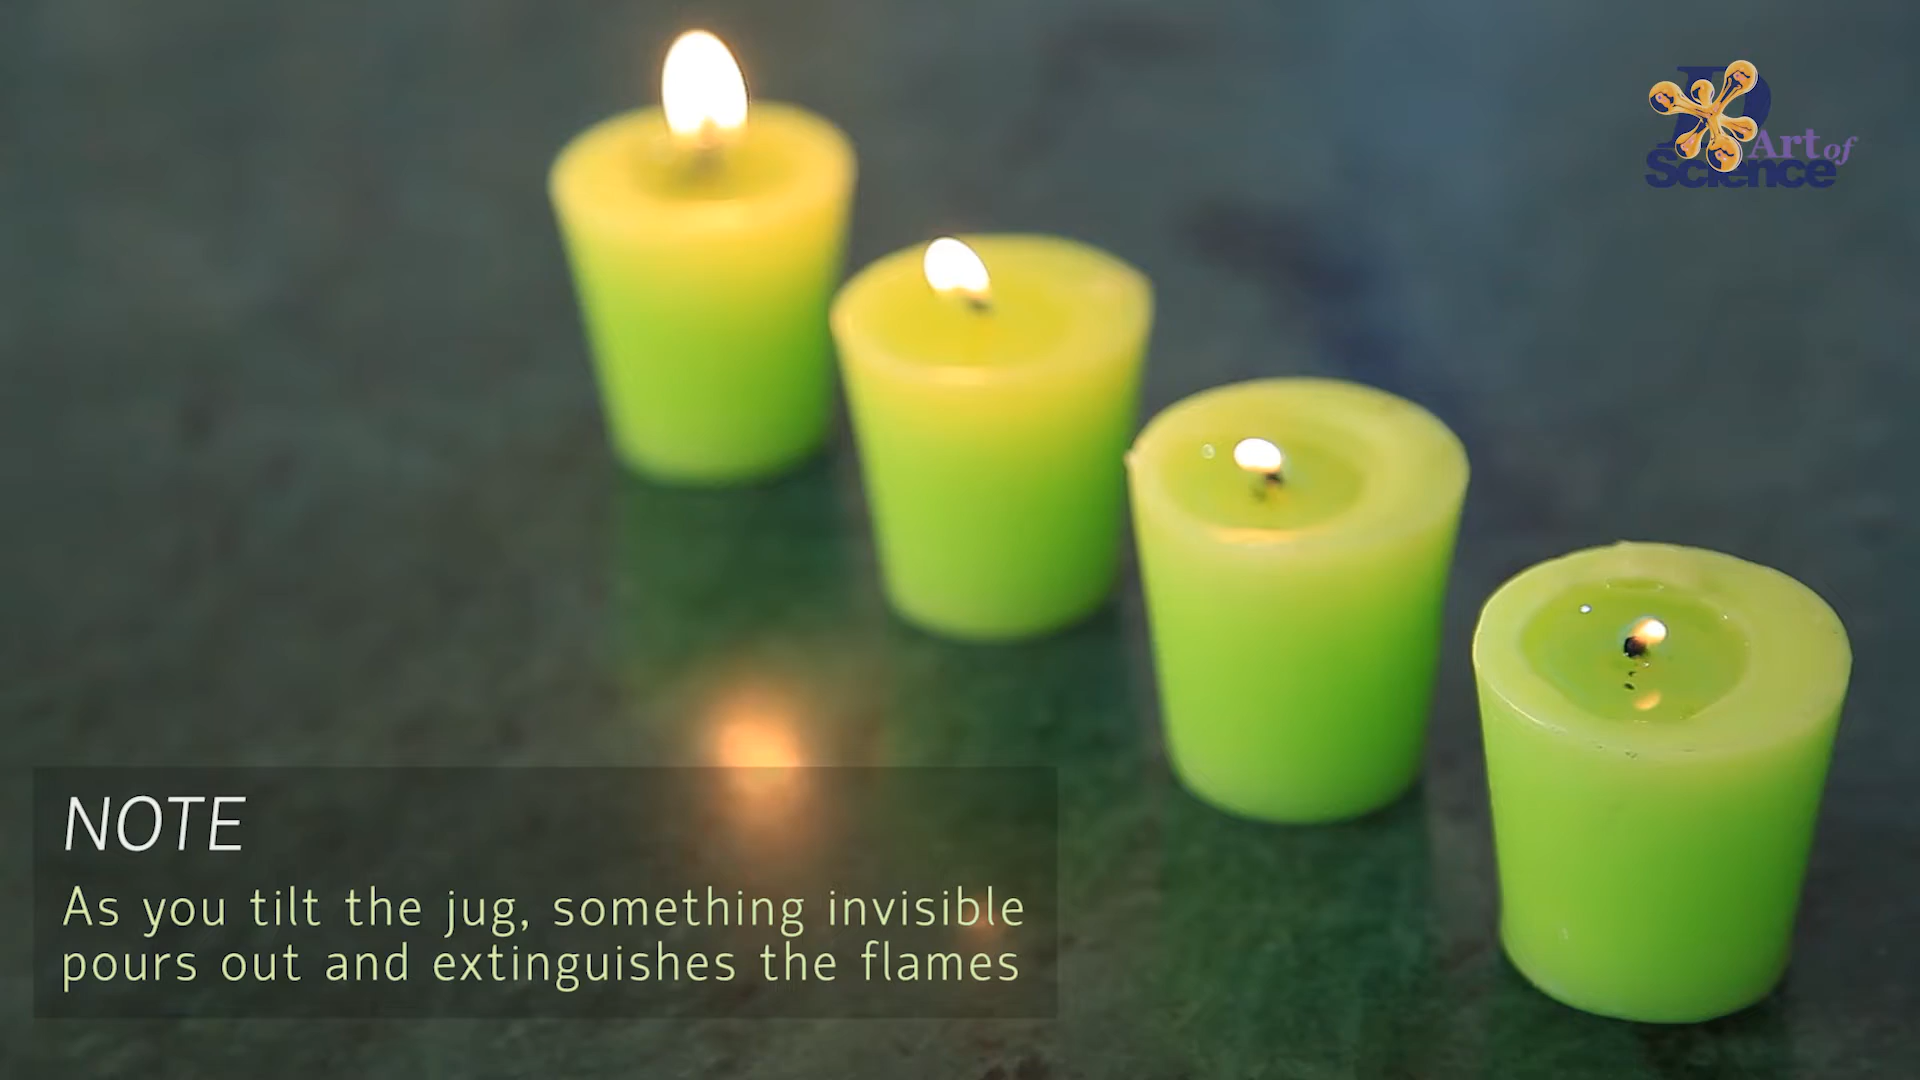 Art of
Science
NOTE
As you tilt the jug, something invisible
pours out and extinguishes the flames